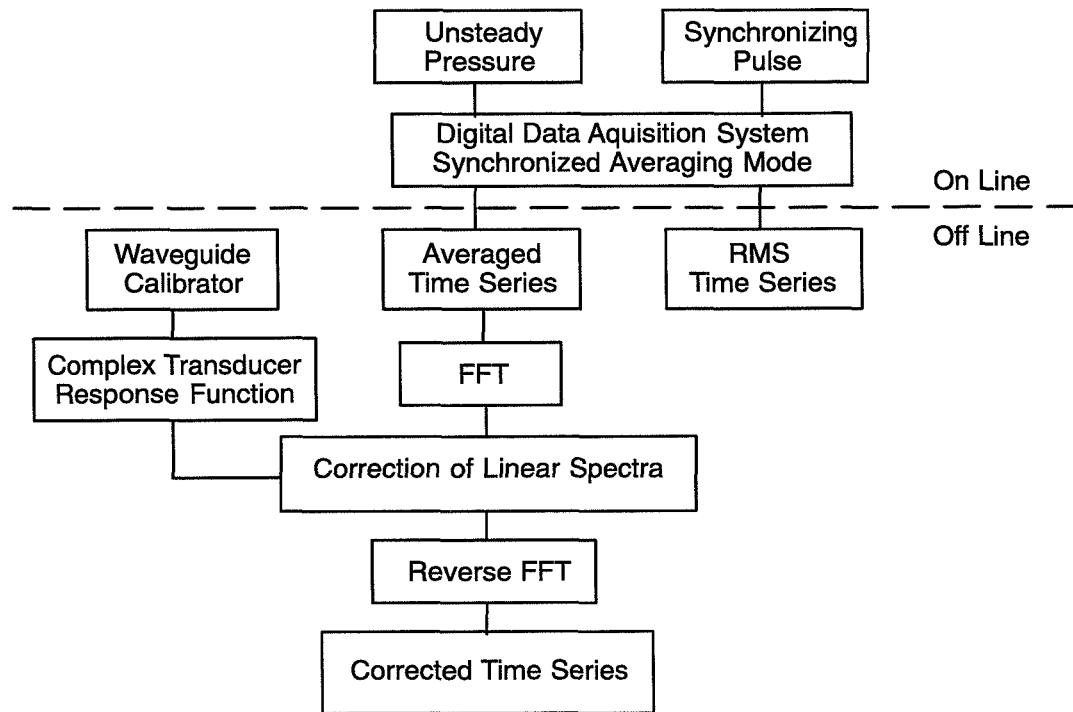 Unsteady
Pressure
Synchronizing
Pulse
Digital Data Aquisition System
Synchronized Averaging Mode
On Line
Off Line
Waveguide
Calibrator
Averaged
Time Series
RMS
Time Series
Complex Transducer
Response Function
FFT
Correction of Linear Spectra
Reverse FFT
Corrected Time Series